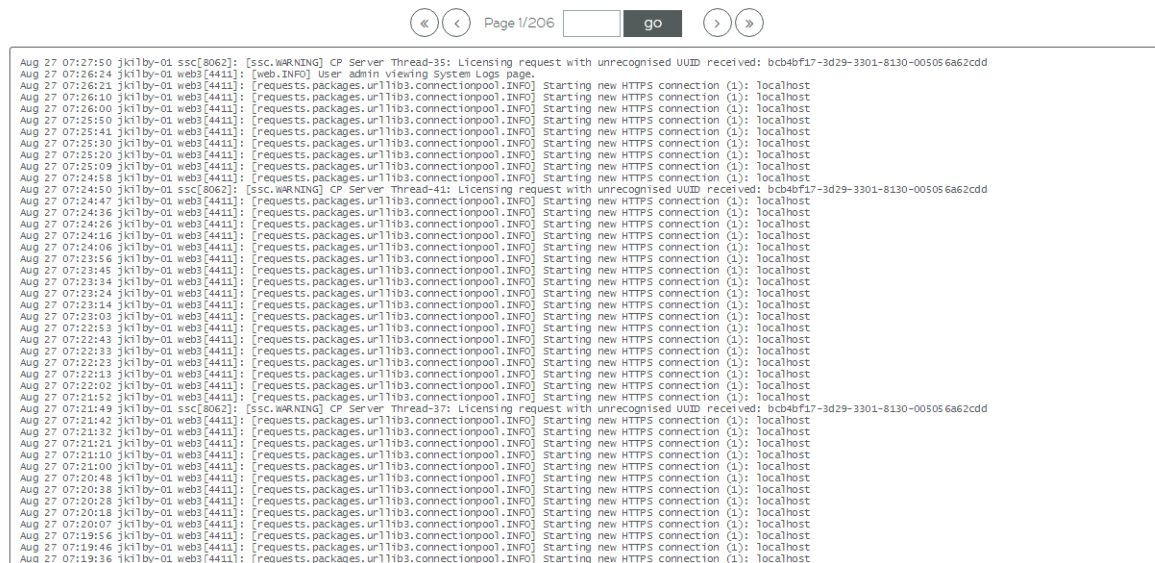 « ‹ Page 1/206 go › »
Aug 27 07:27:50 jkilby-01 ssc[8062]: [ssc.WARNING] CP Server Thread-35: Licensing request with unrecognised UUID received: bcb4bf17-3d29-3301-8130-005056a62cdd
Aug 27 07:26:24 jkilby-01 web3[4411]: [web.INFO] User admin viewing System Logs page.
Aug 27 07:26:21 jkilby-01 web3[4411]: [requests.packages.urllib3.connectionpool.INFO] Starting new HTTPS connection (1): localhost
Aug 27 07:26:10 jkilby-01 web3[4411]: [requests.packages.urllib3.connectionpool.INFO] Starting new HTTPS connection (1): localhost
Aug 27 07:26:00 jkilby-01 web3[4411]: [requests.packages.urllib3.connectionpool.INFO] Starting new HTTPS connection (1): localhost
Aug 27 07:25:50 jkilby-01 web3[4411]: [requests.packages.urllib3.connectionpool.INFO] Starting new HTTPS connection (1): localhost
Aug 27 07:25:41 jkilby-01 web3[4411]: [requests.packages.urllib3.connectionpool.INFO] Starting new HTTPS connection (1): localhost
Aug 27 07:25:30 jkilby-01 web3[4411]: [requests.packages.urllib3.connectionpool.INFO] Starting new HTTPS connection (1): localhost
Aug 27 07:25:20 jkilby-01 web3[4411]: [requests.packages.urllib3.connectionpool.INFO] Starting new HTTPS connection (1): localhost
Aug 27 07:25:09 jkilby-01 web3[4411]: [requests.packages.urllib3.connectionpool.INFO] Starting new HTTPS connection (1): localhost
Aug 27 07:24:58 jkilby-01 web3[4411]: [requests.packages.urllib3.connectionpool.INFO] Starting new HTTPS connection (1): localhost
Aug 27 07:24:50 jkilby-01 ssc[8062]: [ssc.WARNING] CP Server Thread-41: Licensing request with unrecognised UUID received: bcb4bf17-3d29-3301-8130-005056a62cdd
Aug 27 07:24:47 jkilby-01 web3[4411]: [requests.packages.urllib3.connectionpool.INFO] Starting new HTTPS connection (1): localhost
Aug 27 07:24:36 jkilby-01 web3[4411]: [requests.packages.urllib3.connectionpool.INFO] Starting new HTTPS connection (1): localhost
Aug 27 07:24:26 jkilby-01 web3[4411]: [requests.packages.urllib3.connectionpool.INFO] Starting new HTTPS connection (1): localhost
Aug 27 07:24:16 jkilby-01 web3[4411]: [requests.packages.urllib3.connectionpool.INFO] Starting new HTTPS connection (1): localhost
Aug 27 07:24:06 jkilby-01 web3[4411]: [requests.packages.urllib3.connectionpool.INFO] Starting new HTTPS connection (1): localhost
Aug 27 07:23:56 jkilby-01 web3[4411]: [requests.packages.urllib3.connectionpool.INFO] Starting new HTTPS connection (1): localhost
Aug 27 07:23:45 jkilby-01 web3[4411]: [requests.packages.urllib3.connectionpool.INFO] Starting new HTTPS connection (1): localhost
Aug 27 07:23:34 jkilby-01 web3[4411]: [requests.packages.urllib3.connectionpool.INFO] Starting new HTTPS connection (1): localhost
Aug 27 07:23:24 jkilby-01 web3[4411]: [requests.packages.urllib3.connectionpool.INFO] Starting new HTTPS connection (1): localhost
Aug 27 07:23:14 jkilby-01 web3[4411]: [requests.packages.urllib3.connectionpool.INFO] Starting new HTTPS connection (1): localhost
Aug 27 07:23:03 jkilby-01 web3[4411]: [requests.packages.urllib3.connectionpool.INFO] Starting new HTTPS connection (1): localhost
Aug 27 07:22:53 jkilby-01 web3[4411]: [requests.packages.urllib3.connectionpool.INFO] Starting new HTTPS connection (1): localhost
Aug 27 07:22:43 jkilby-01 web3[4411]: [requests.packages.urllib3.connectionpool.INFO] Starting new HTTPS connection (1): localhost
Aug 27 07:22:33 jkilby-01 web3[4411]: [requests.packages.urllib3.connectionpool.INFO] Starting new HTTPS connection (1): localhost
Aug 27 07:22:23 jkilby-01 web3[4411]: [requests.packages.urllib3.connectionpool.INFO] Starting new HTTPS connection (1): localhost
Aug 27 07:22:13 jkilby-01 web3[4411]: [requests.packages.urllib3.connectionpool.INFO] Starting new HTTPS connection (1): localhost
Aug 27 07:22:02 jkilby-01 web3[4411]: [requests.packages.urllib3.connectionpool.INFO] Starting new HTTPS connection (1): localhost
Aug 27 07:21:52 jkilby-01 web3[4411]: [requests.packages.urllib3.connectionpool.INFO] Starting new HTTPS connection (1): localhost
Aug 27 07:21:49 jkilby-01 ssc[8062]: [ssc.WARNING] CP Server Thread-37: Licensing request with unrecognised UUID received: bcb4bf17-3d29-3301-8130-005056a62cdd
Aug 27 07:21:42 jkilby-01 web3[4411]: [requests.packages.urllib3.connectionpool.INFO] Starting new HTTPS connection (1): localhost
Aug 27 07:21:32 jkilby-01 web3[4411]: [requests.packages.urllib3.connectionpool.INFO] Starting new HTTPS connection (1): localhost
Aug 27 07:21:21 jkilby-01 web3[4411]: [requests.packages.urllib3.connectionpool.INFO] Starting new HTTPS connection (1): localhost
Aug 27 07:21:10 jkilby-01 web3[4411]: [requests.packages.urllib3.connectionpool.INFO] Starting new HTTPS connection (1): localhost
Aug 27 07:21:00 jkilby-01 web3[4411]: [requests.packages.urllib3.connectionpool.INFO] Starting new HTTPS connection (1): localhost
Aug 27 07:20:48 jkilby-01 web3[4411]: [requests.packages.urllib3.connectionpool.INFO] Starting new HTTPS connection (1): localhost
Aug 27 07:20:38 jkilby-01 web3[4411]: [requests.packages.urllib3.connectionpool.INFO] Starting new HTTPS connection (1): localhost
Aug 27 07:20:28 jkilby-01 web3[4411]: [requests.packages.urllib3.connectionpool.INFO] Starting new HTTPS connection (1): localhost
Aug 27 07:20:18 jkilby-01 web3[4411]: [requests.packages.urllib3.connectionpool.INFO] Starting new HTTPS connection (1): localhost
Aug 27 07:20:07 jkilby-01 web3[4411]: [requests.packages.urllib3.connectionpool.INFO] Starting new HTTPS connection (1): localhost
Aug 27 07:19:56 jkilby-01 web3[4411]: [requests.packages.urllib3.connectionpool.INFO] Starting new HTTPS connection (1): localhost
Aug 27 07:19:46 jkilby-01 web3[4411]: [requests.packages.urllib3.connectionpool.INFO] Starting new HTTPS connection (1): localhost
Aug 27 07:19:36 jkilby-01 web3[4411]: [requests.packages.urllib3.connectionpool.INFO] Starting new HTTPS connection (1): localhost